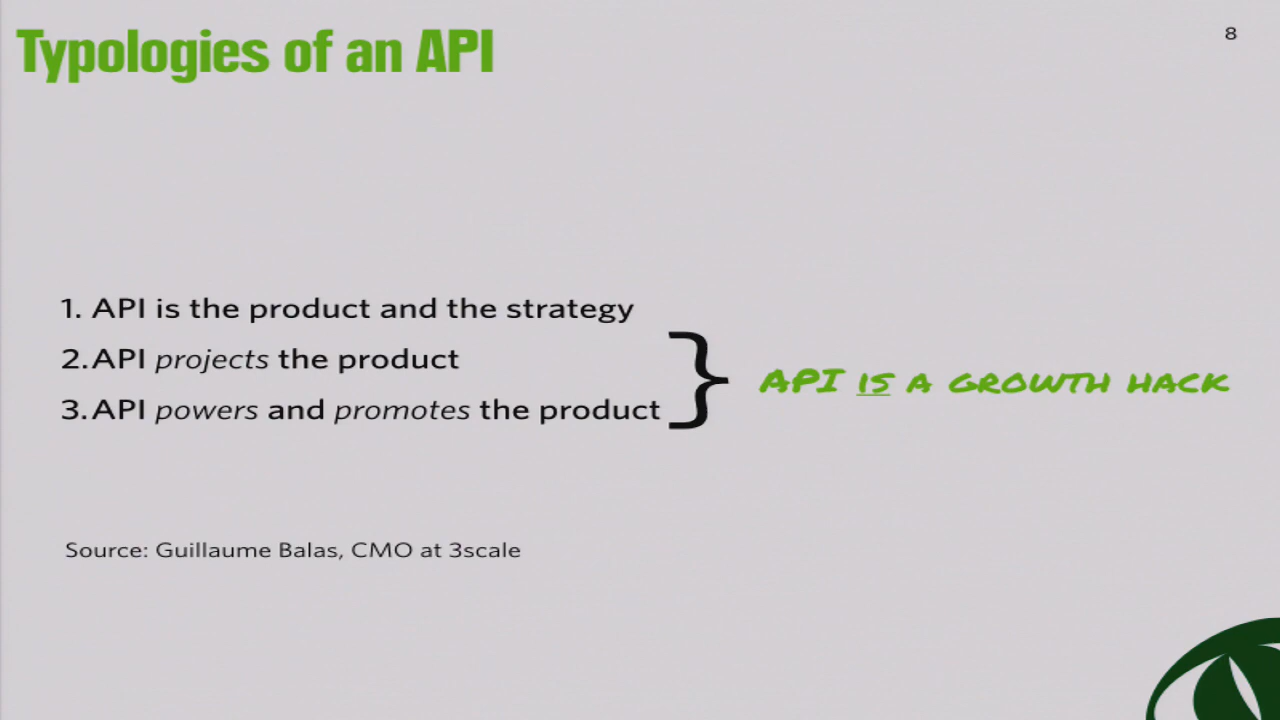 Typologies of an API
8
1. API is the product and the strategy
2. API projects the product
3. API powers and promotes the product
} API IS A GROWTH HACK
Source: Guillaume Balas, CMO at 3scale